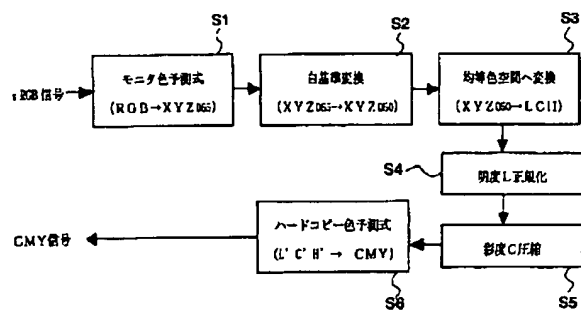 S1
S2
S3
sRGB信号
モニタ色予測式
(RGB→XYZD65)
白基準変換
(XYZD65→XYZD50)
均等色空間へ変換
(XYZD50→LCH)
S4
明度L正規化
CMY信号
ハードコピー色予測式
(L' C' H' → CMY)
彩度C圧縮
S6
S5